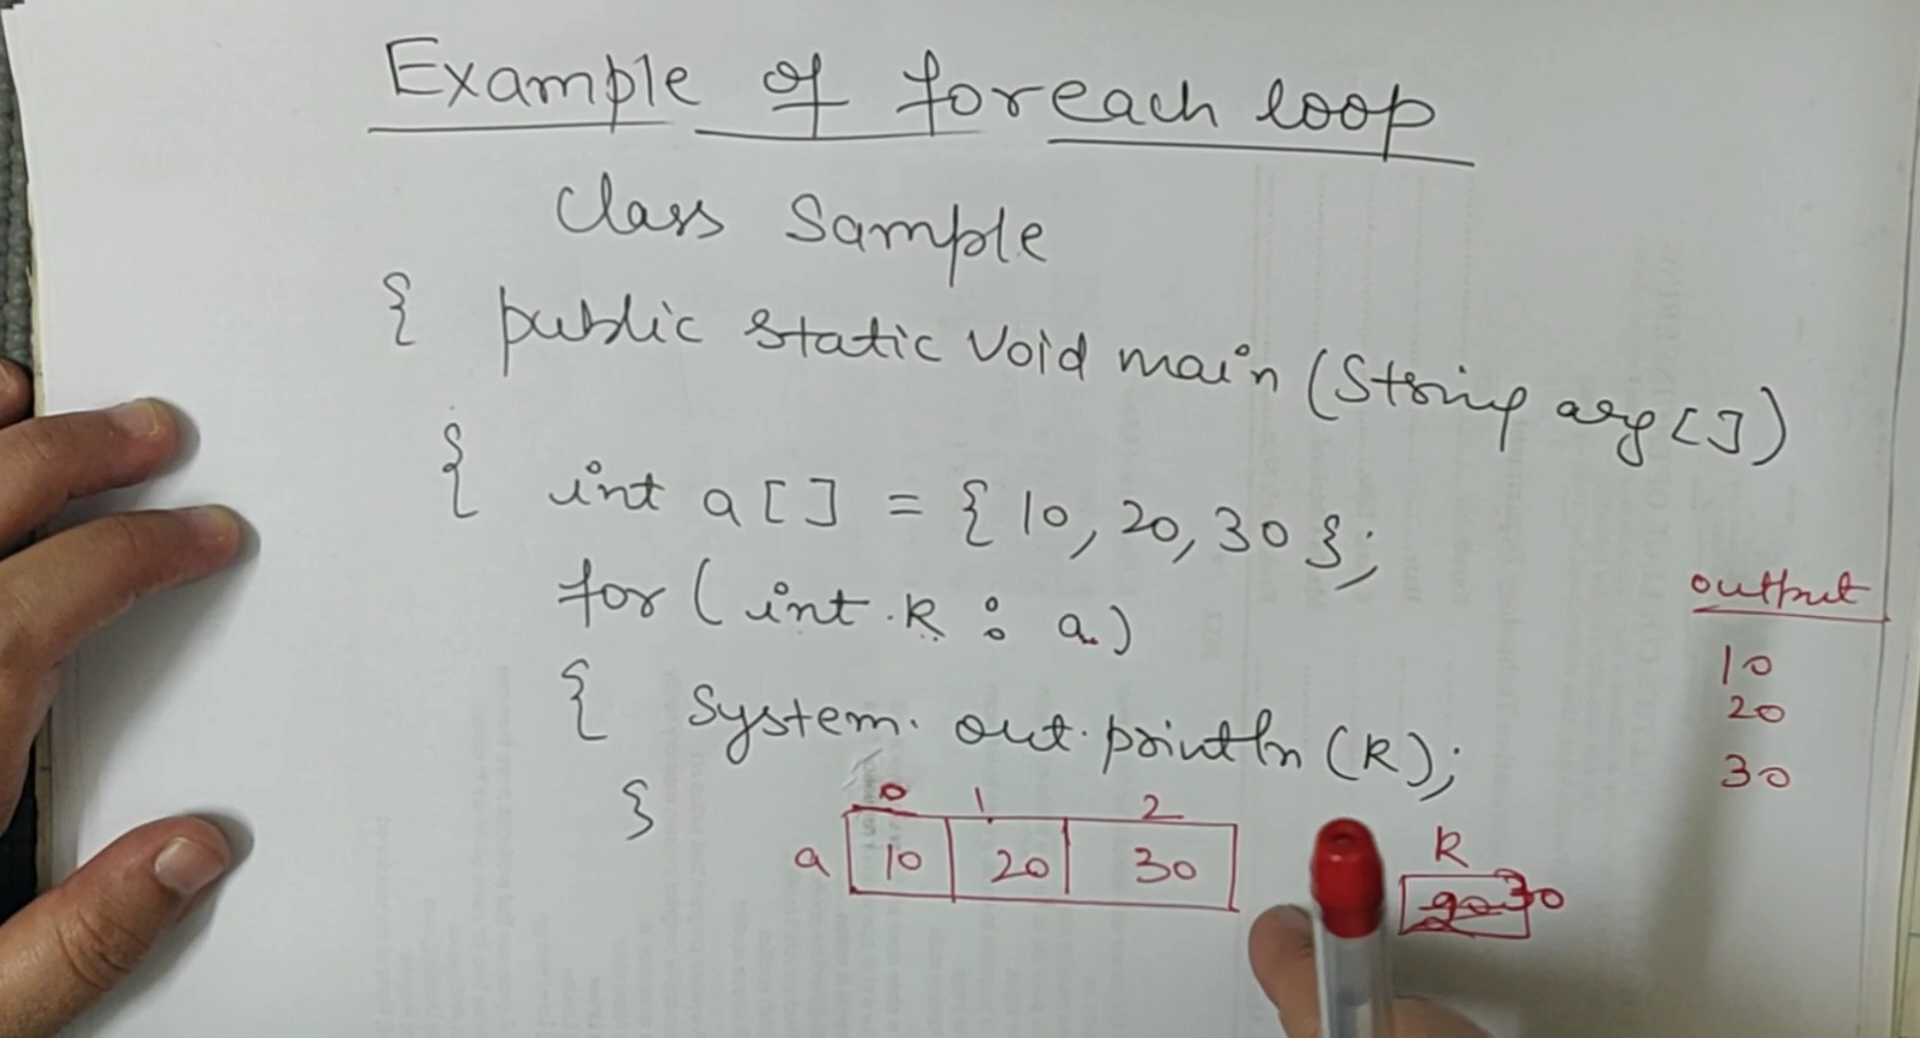 Example of foreach loop
class Sample
{ public static void main (String arg [])
{ int a [] = { 10, 20, 30 };
for ( int k : a )
{ System. out. println (k);
}
0 1 2
a 10 20 30
k
30
output
10
20
30